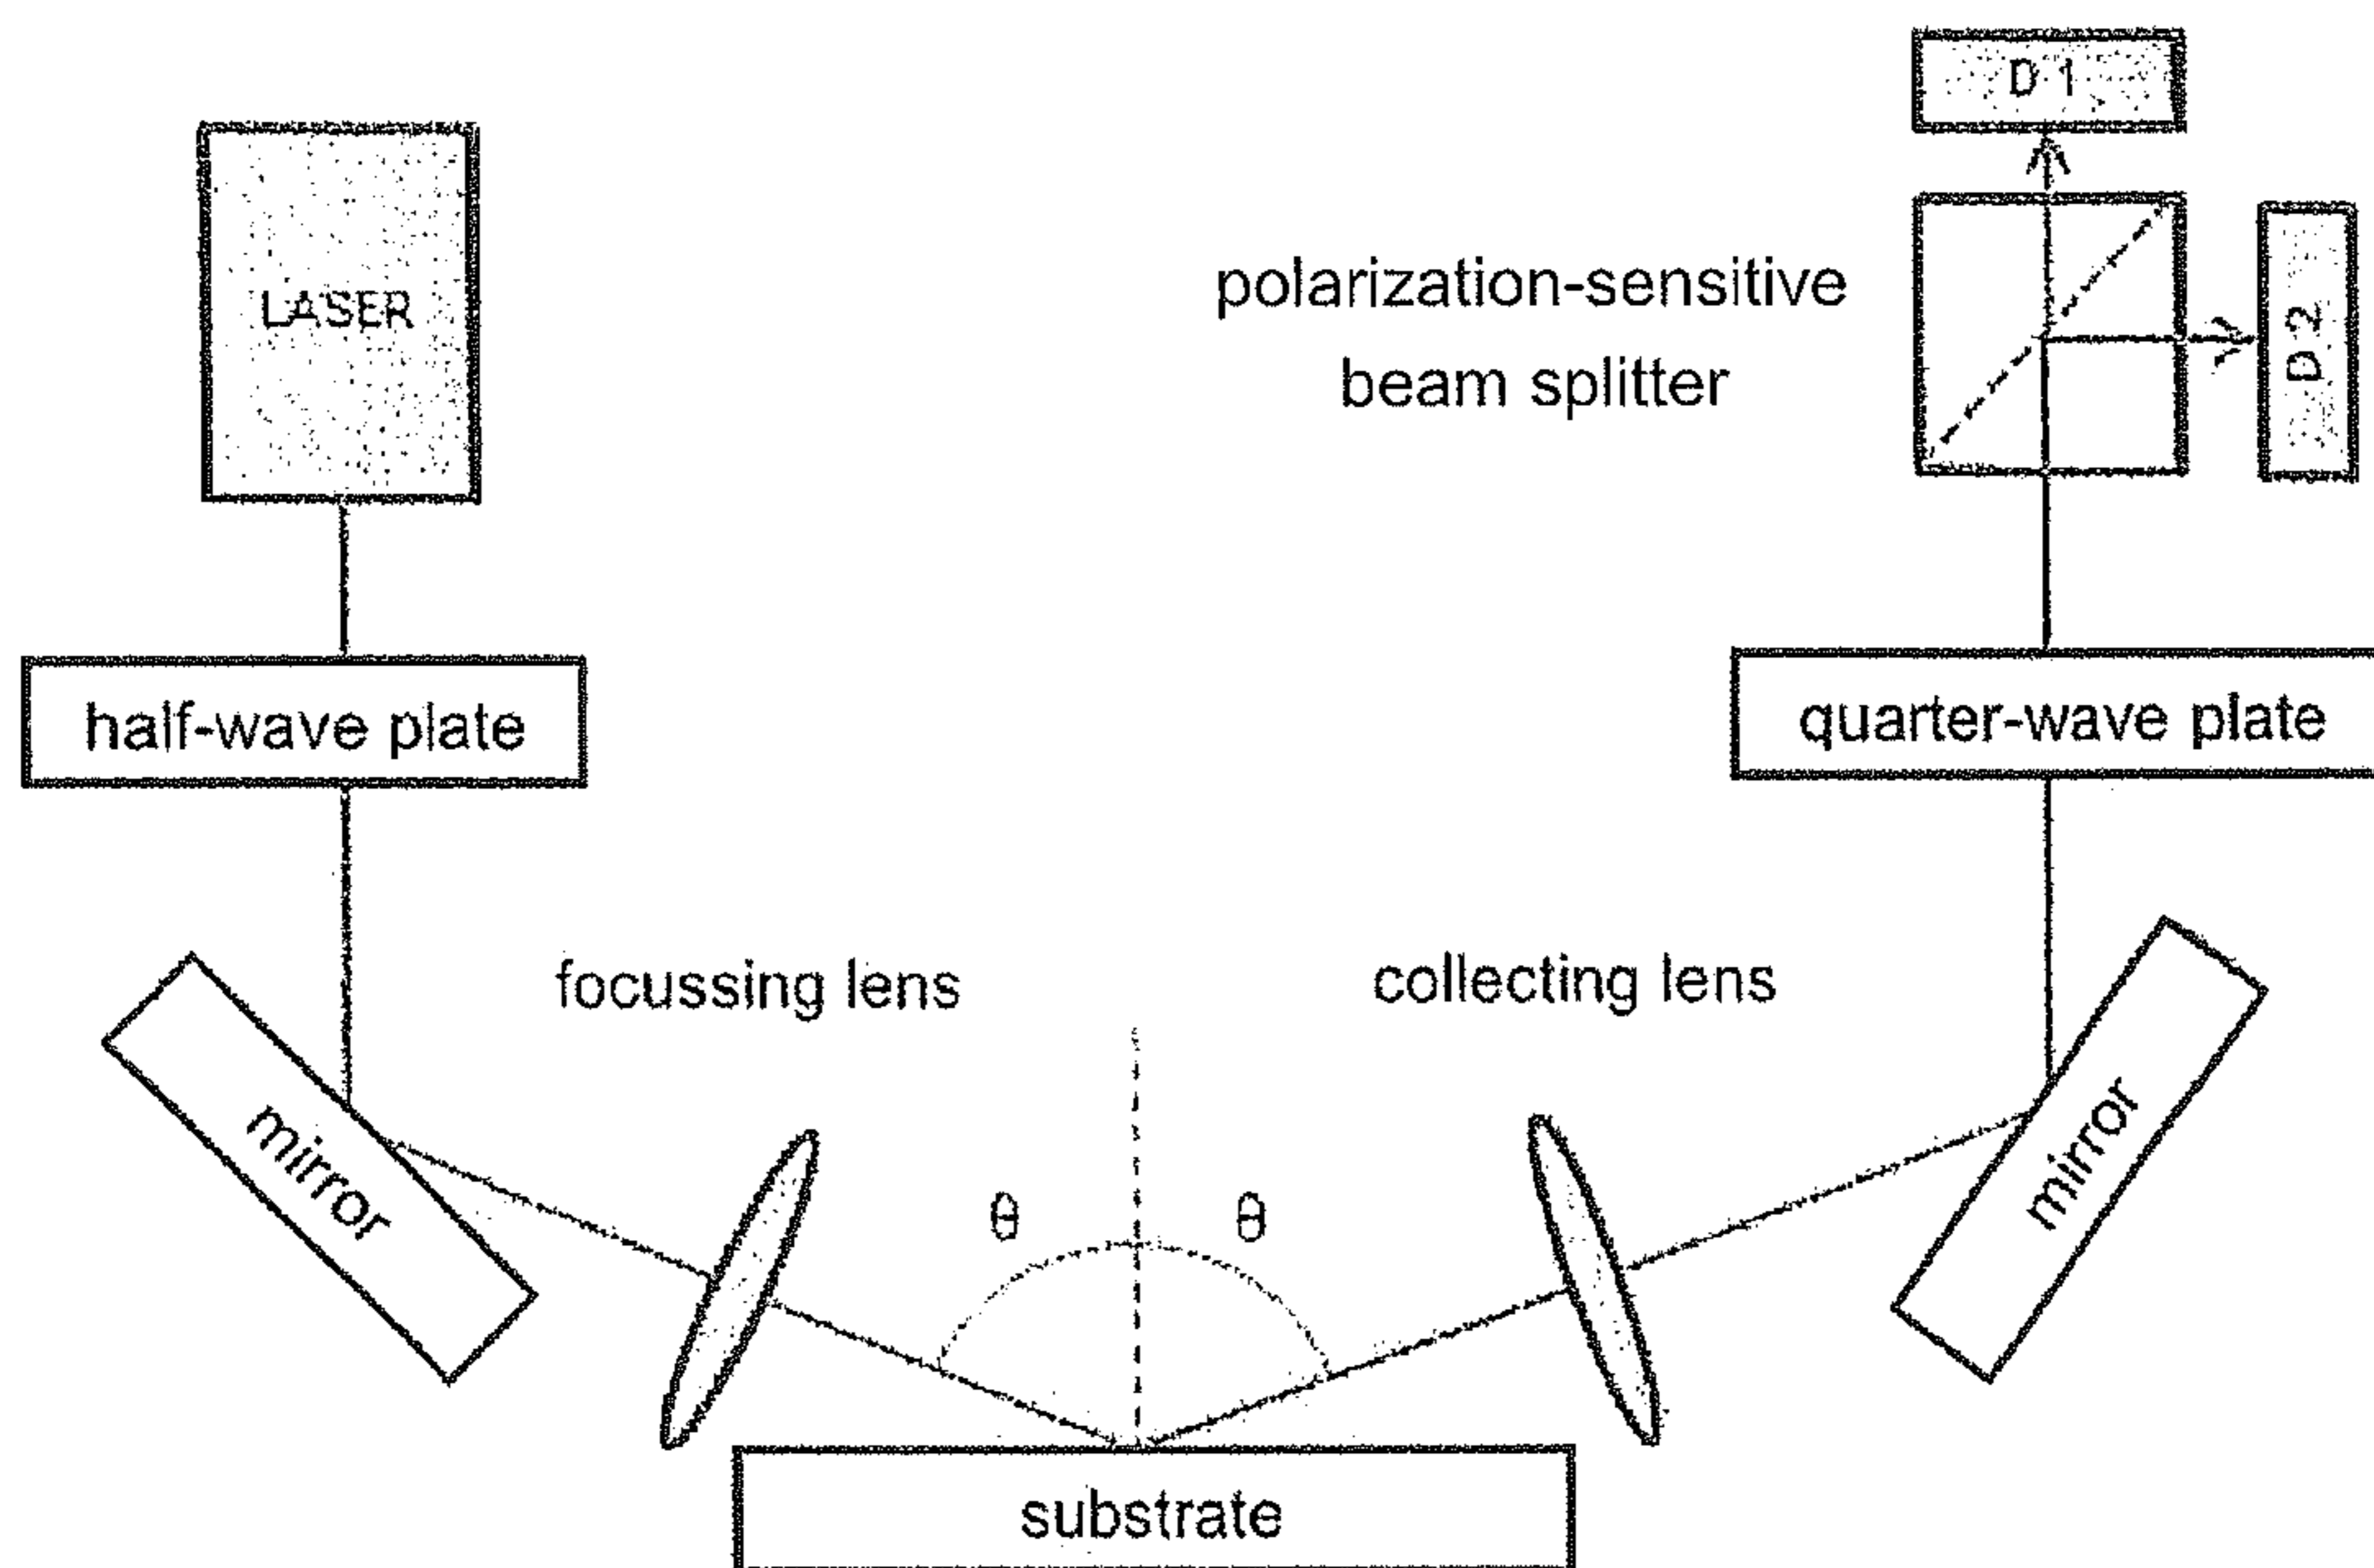 D 1
LASER
polarization-sensitive
beam splitter
D 2
half-wave plate
quarter-wave plate
focussing lens
collecting lens
mirror
θ
θ
mirror
substrate